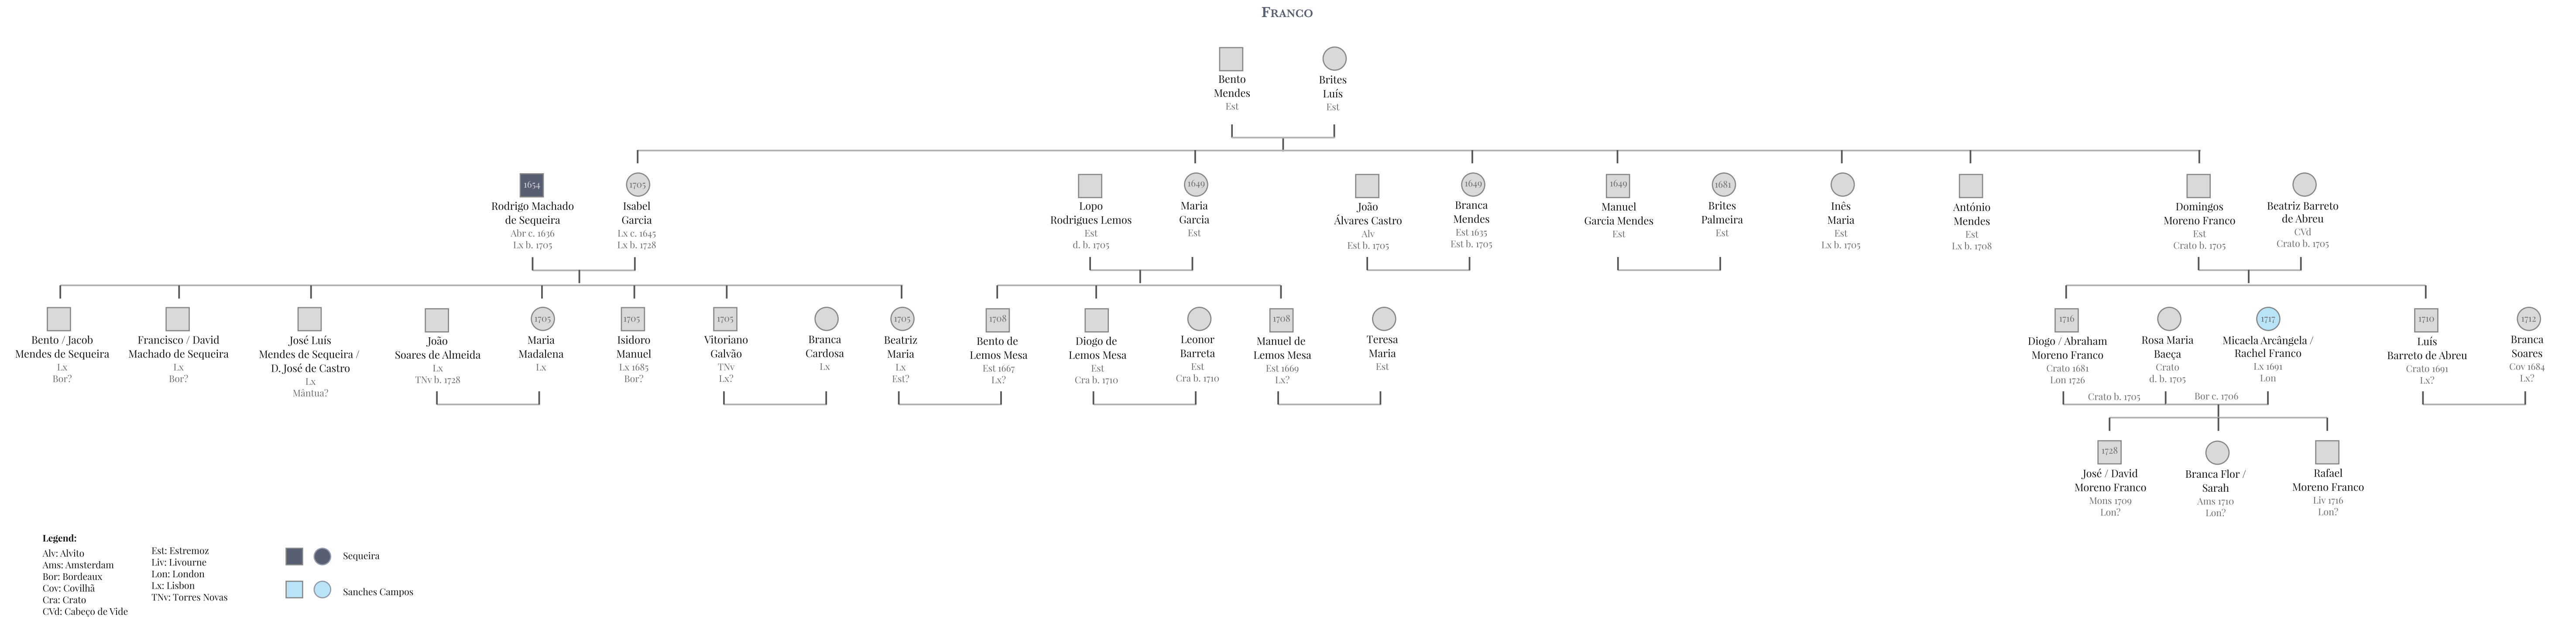 Franco
Bento
Mendes
Est
Brites
Luís
Est
1654
Rodrigo Machado
de Sequeira
Abr c. 1636
Lx b. 1705
1705
Isabel
Garcia
Lx c. 1645
Lx b. 1728
Lopo
Rodrigues Lemos
Est
d. b. 1705
1649
Maria
Garcia
Est
João
Álvares Castro
Alv
Est b. 1705
1649
Branca
Mendes
Est 1635
Est b. 1705
1649
Manuel
Garcia Mendes
Est
1681
Brites
Palmeira
Est
Inês
Maria
Est
Lx b. 1705
António
Mendes
Est
Lx b. 1708
Domingos
Moreno Franco
Est
Crato b. 1705
Beatriz Barreto
de Abreu
CVd
Crato b. 1705
Bento / Jacob
Mendes de Sequeira
Lx
Bor?
Francisco / David
Machado de Sequeira
Lx
Bor?
José Luís
Mendes de Sequeira /
D. José de Castro
Lx
Mântua?
João
Soares de Almeida
Lx
TNv b. 1728
1705
Maria
Madalena
Lx
1705
Isidoro
Manuel
Lx 1685
Bor?
1705
Vitoriano
Galvão
TNv
Lx?
Branca
Cardosa
Lx
1705
Beatriz
Maria
Lx
Est?
1708
Bento de
Lemos Mesa
Est 1667
Lx?
Diogo de
Lemos Mesa
Est
Cra b. 1710
Leonor
Barreta
Est
Cra b. 1710
1708
Manuel de
Lemos Mesa
Est 1669
Lx?
Teresa
Maria
Est
1716
Diogo / Abraham
Moreno Franco
Crato 1681
Lon 1726
Rosa Maria
Baeça
Crato
d. b. 1705
1717
Micaela Arcângela /
Rachel Franco
Lx 1691
Lon
1710
Luís
Barreto de Abreu
Crato 1691
Lx?
1712
Branca
Soares
Cov 1684
Lx?
Crato b. 1705
Bor c. 1706
1728
José / David
Moreno Franco
Mons 1709
Lon?
Branca Flor /
Sarah
Ams 1710
Lon?
Rafael
Moreno Franco
Liv 1716
Lon?
Legend:
Alv: Alvito
Ams: Amsterdam
Bor: Bordeaux
Cov: Covilhã
Cra: Crato
CVd: Cabeço de Vide
Est: Estremoz
Liv: Livourne
Lon: London
Lx: Lisbon
TNv: Torres Novas
Sequeira
Sanches Campos